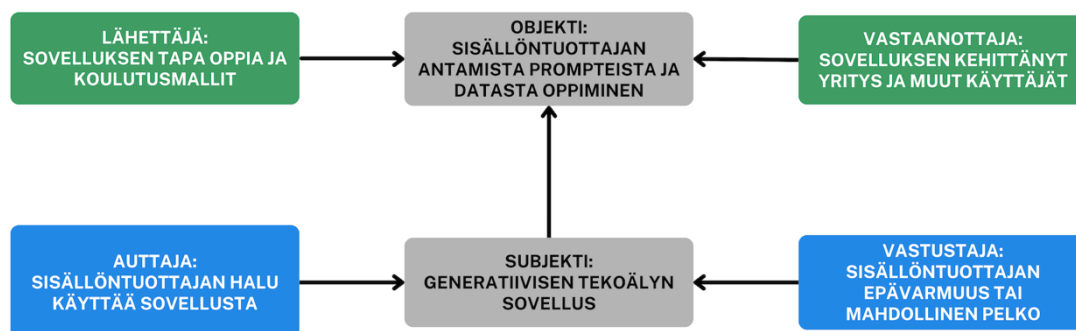 LÄHETTÄJÄ:
SOVELLUKSEN TAPA OPPIA JA
KOULUTUSMALLIT
OBJEKTI:
SISÄLLÖNTUOTTAJAN
ANTAMISTA PROMPTEISTA JA
DATASTA OPPIMINEN
VASTAANOTTAJA:
SOVELLUKSEN KEHITTÄNYT
YRITYS JA MUUT KÄYTTÄJÄT
AUTTAJA:
SISÄLLÖNTUOTTAJAN HALU
KÄYTTÄÄ SOVELLUSTA
SUBJEKTI:
GENERATIIVISEN TEKOÄLYN
SOVELLUS
VASTUSTAJA:
SISÄLLÖNTUOTTAJAN
EPÄVARMUUS TAI
MAHDOLLINEN PELKO